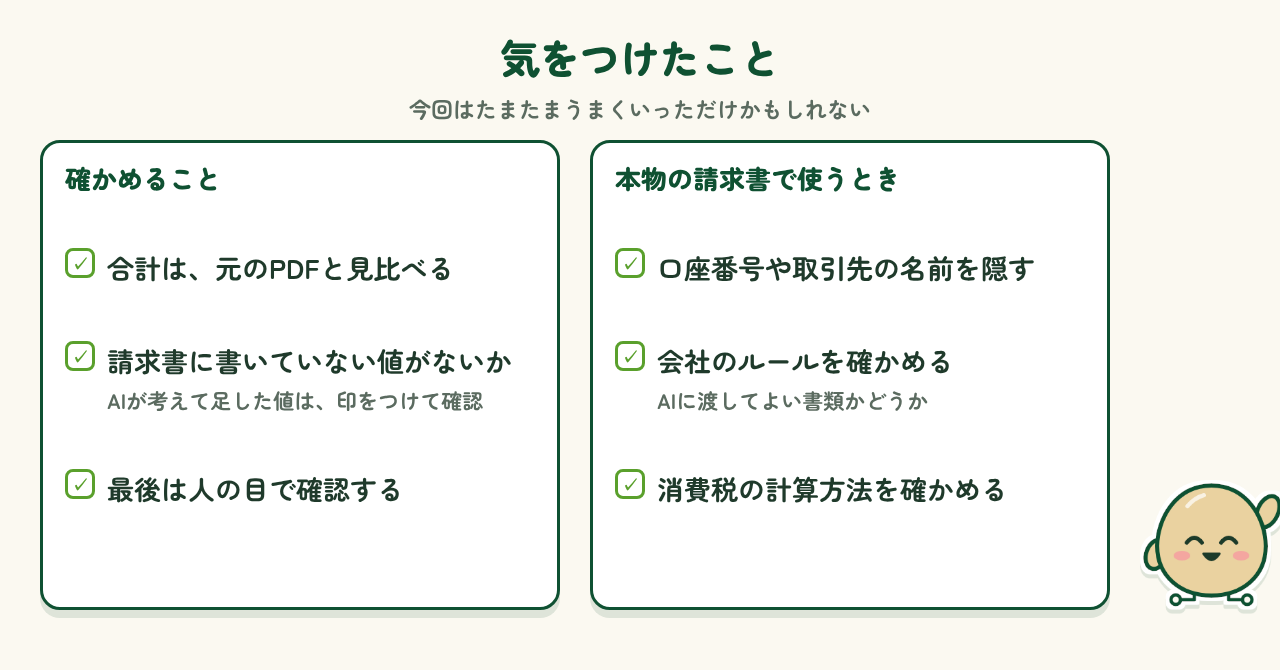 気をつけたこと
今回はたまたまうまくいっただけかもしれない
確かめること
合計は、元のPDFと見比べる
請求書に書いていない値がないか
AIが考えて足した値は、印をつけて確認
最後は人の目で確認する
本物の請求書で使うとき
口座番号や取引先の名前を隠す
会社のルールを確かめる
AIに渡してよい書類かどうか
消費税の計算方法を確かめる